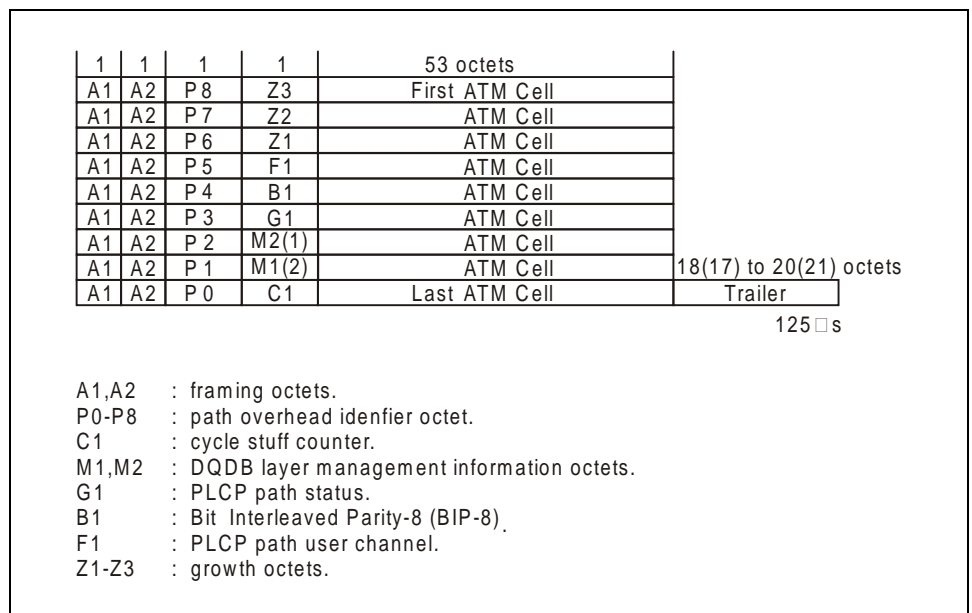 1 1 1 1 53 octets
A1 A2 P8 Z3 First ATM Cell
A1 A2 P7 Z2 ATM Cell
A1 A2 P6 Z1 ATM Cell
A1 A2 P5 F1 ATM Cell
A1 A2 P4 B1 ATM Cell
A1 A2 P3 G1 ATM Cell
A1 A2 P2 M2(1) ATM Cell
A1 A2 P1 M1(2) ATM Cell 18(17) to 20(21) octets
A1 A2 P0 C1 Last ATM Cell Trailer
125□s
A1,A2 : framing octets.
P0-P8 : path overhead idenfier octet.
C1 : cycle stuff counter.
M1,M2 : DQDB layer management information octets.
G1 : PLCP path status.
B1 : Bit Interleaved Parity-8 (BIP-8).
F1 : PLCP path user channel.
Z1-Z3 : growth octets.